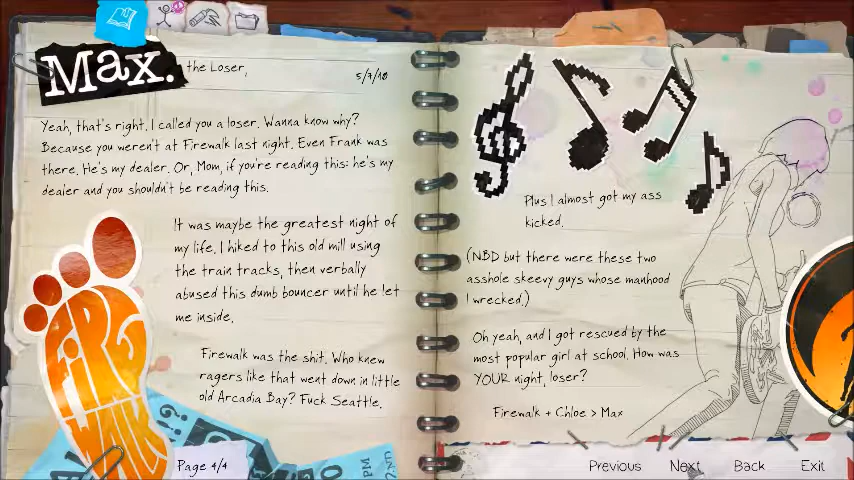 Max. the Loser,
5/7/10
Yeah, that's right. I called you a loser. Wanna know why?
Because you weren't at Firewalk last night. Even Frank was
there. He's my dealer. Or, Mom, if you're reading this: he's my
dealer and you shouldn't be reading this.
It was maybe the greatest night of
my life. I hiked to this old mill using
the train tracks, then verbally
abused this dumb bouncer until he let
me inside.
Firewalk was the shit. Who knew
ragers like that went down in little
old Arcadia Bay? Fuck Seattle.
FIRE
WALK
Page 4/4
Plus I almost got my ass
kicked.
(NBD but there were these two
asshole skeevy guys whose manhood
I wrecked.)
Oh yeah, and I got rescued by the
most popular girl at school. How was
YOUR night, loser?
Firewalk + Chloe > Max
Previous Next Back Exit